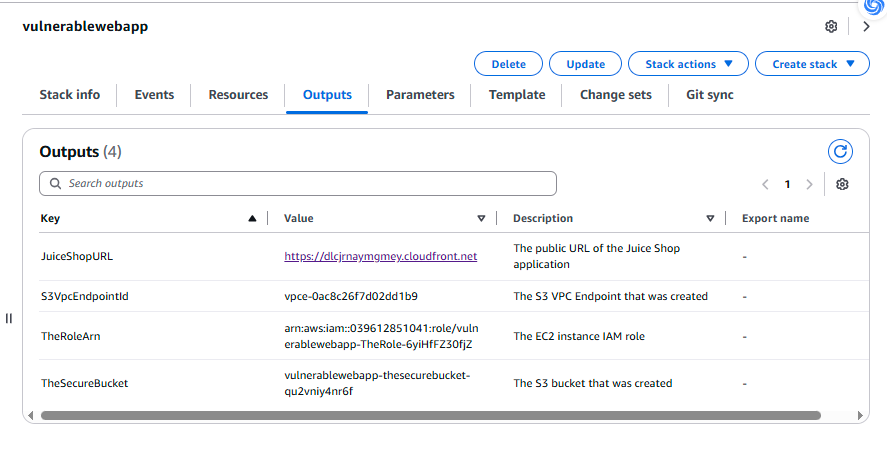 vulnerablewebapp
Delete Update Stack actions Create stack
Stack info Events Resources Outputs Parameters Template Change sets Git sync
Outputs (4)
Search outputs
1
Key Value Description Export name
JuiceShopURL https://dlcjrnaymgmey.cloudfront.net The public URL of the Juice Shop
application -
S3VpcEndpointId vpce-0ac8c26f7d02dd1b9 The S3 VPC Endpoint that was created -
TheRoleArn arn:aws:iam::039612851041:role/vuln
erablewebapp-TheRole-6yiHfFZ30fjZ The EC2 instance IAM role -
TheSecureBucket vulnerablewebapp-thesecurebucket-
qu2vniy4nr6f The S3 bucket that was created -